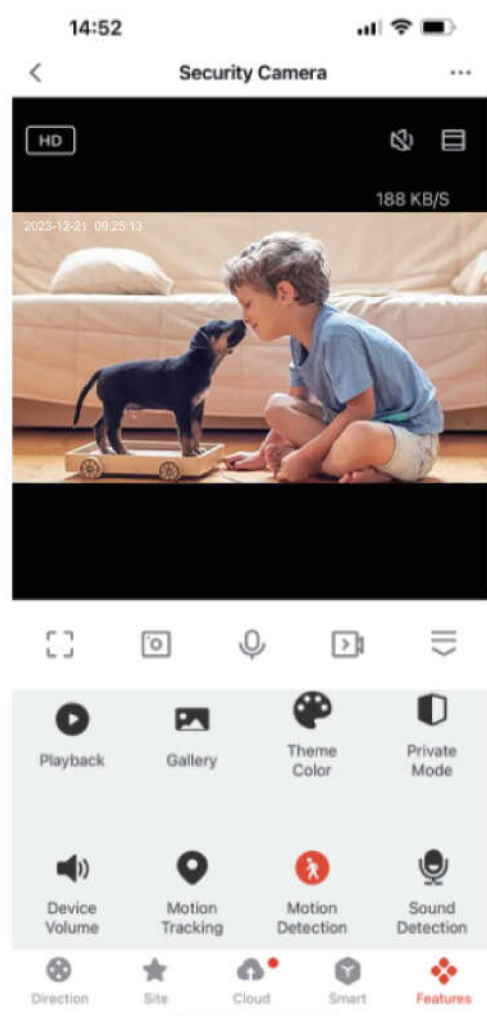 14:52
Security Camera
HD
188 KB/S
2023-12-21 09:25:13
Playback
Gallery
Theme
Color
Private
Mode
Device
Volume
Motion
Tracking
Motion
Detection
Sound
Detection
Direction
Site
Cloud
Smart
Features